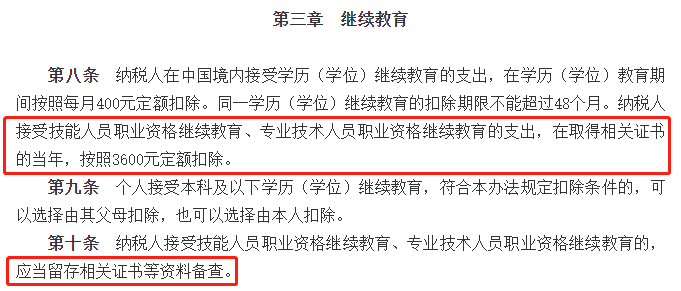 第三章 继续教育
第八条 纳税人在中国境内接受学历（学位）继续教育的支出，在学历（学位）教育期
间按照每月400元定额扣除。同一学历（学位）继续教育的扣除期限不能超过48个月。纳税人
接受技能人员职业资格继续教育、专业技术人员职业资格继续教育的支出，在取得相关证书
的当年，按照3600元定额扣除。
第九条 个人接受本科及以下学历（学位）继续教育，符合本办法规定扣除条件的，可
以选择由其父母扣除，也可以选择由本人扣除。
第十条 纳税人接受技能人员职业资格继续教育、专业技术人员职业资格继续教育的，
应当留存相关证书等资料备查。